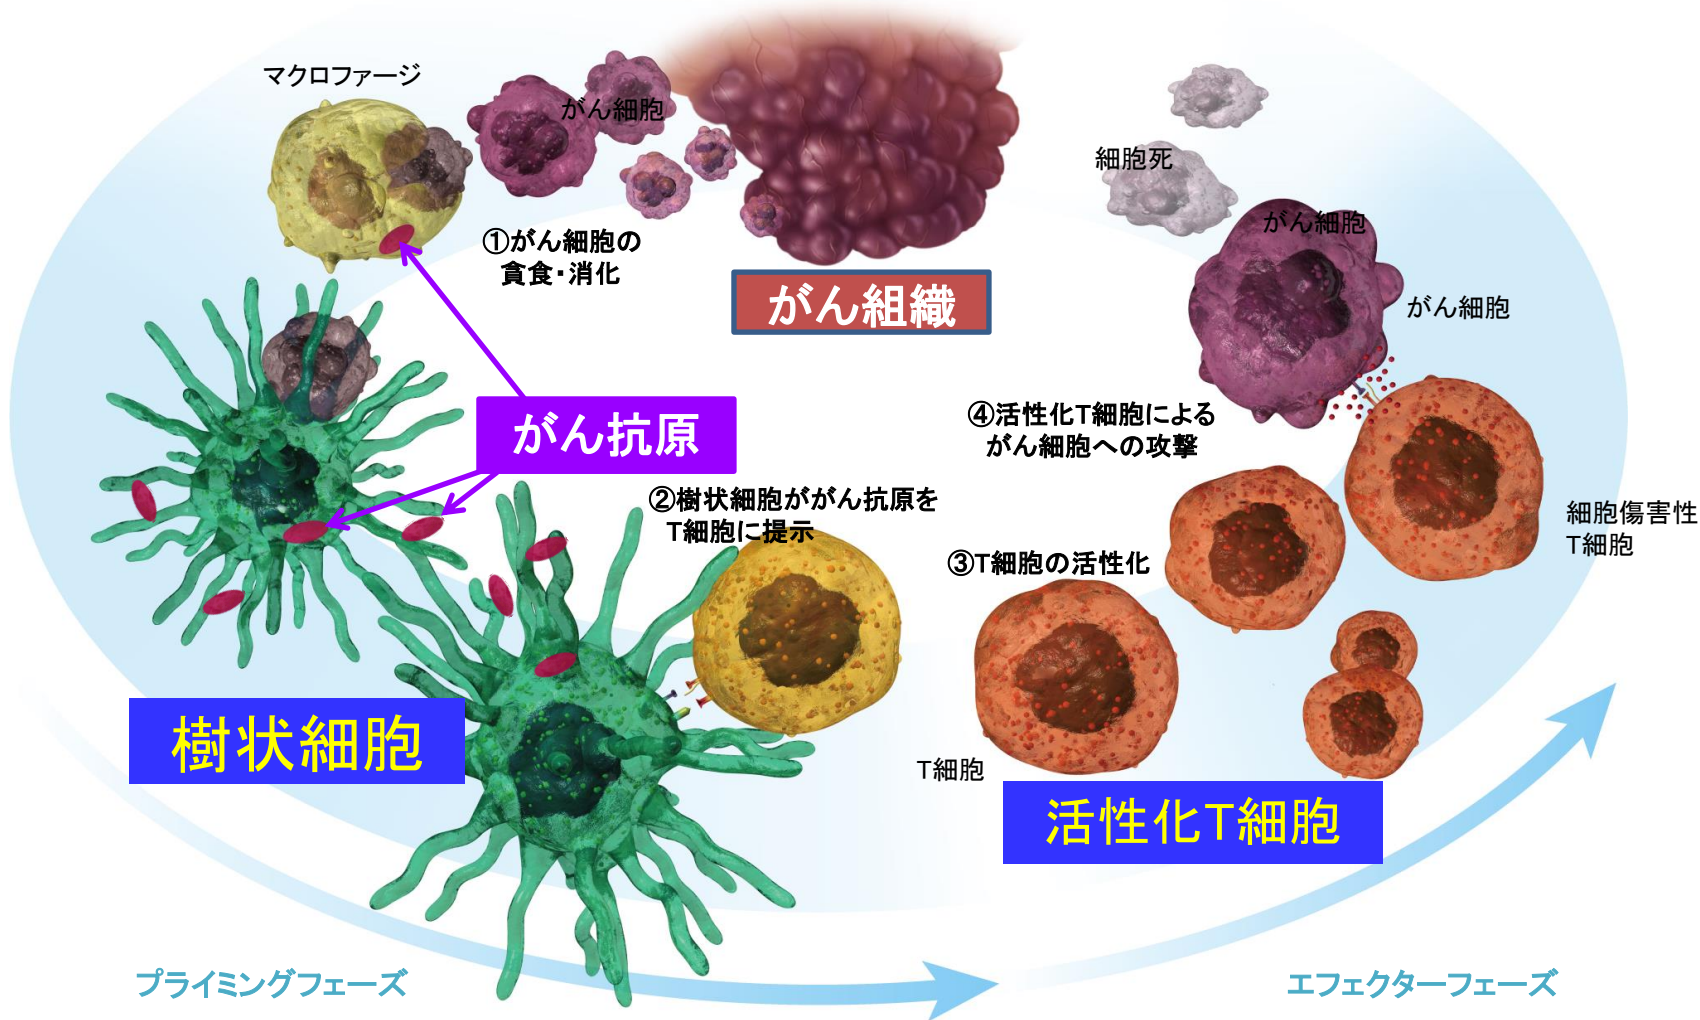 マクロファージ
がん細胞
①がん細胞の
貪食・消化
がん組織
がん抗原
②樹状細胞ががん抗原を
T細胞に提示
樹状細胞
③T細胞の活性化
T細胞
活性化T細胞
細胞死
がん細胞
がん細胞
④活性化T細胞による
がん細胞への攻撃
細胞傷害性
T細胞
プライミングフェーズ
エフェクターフェーズ